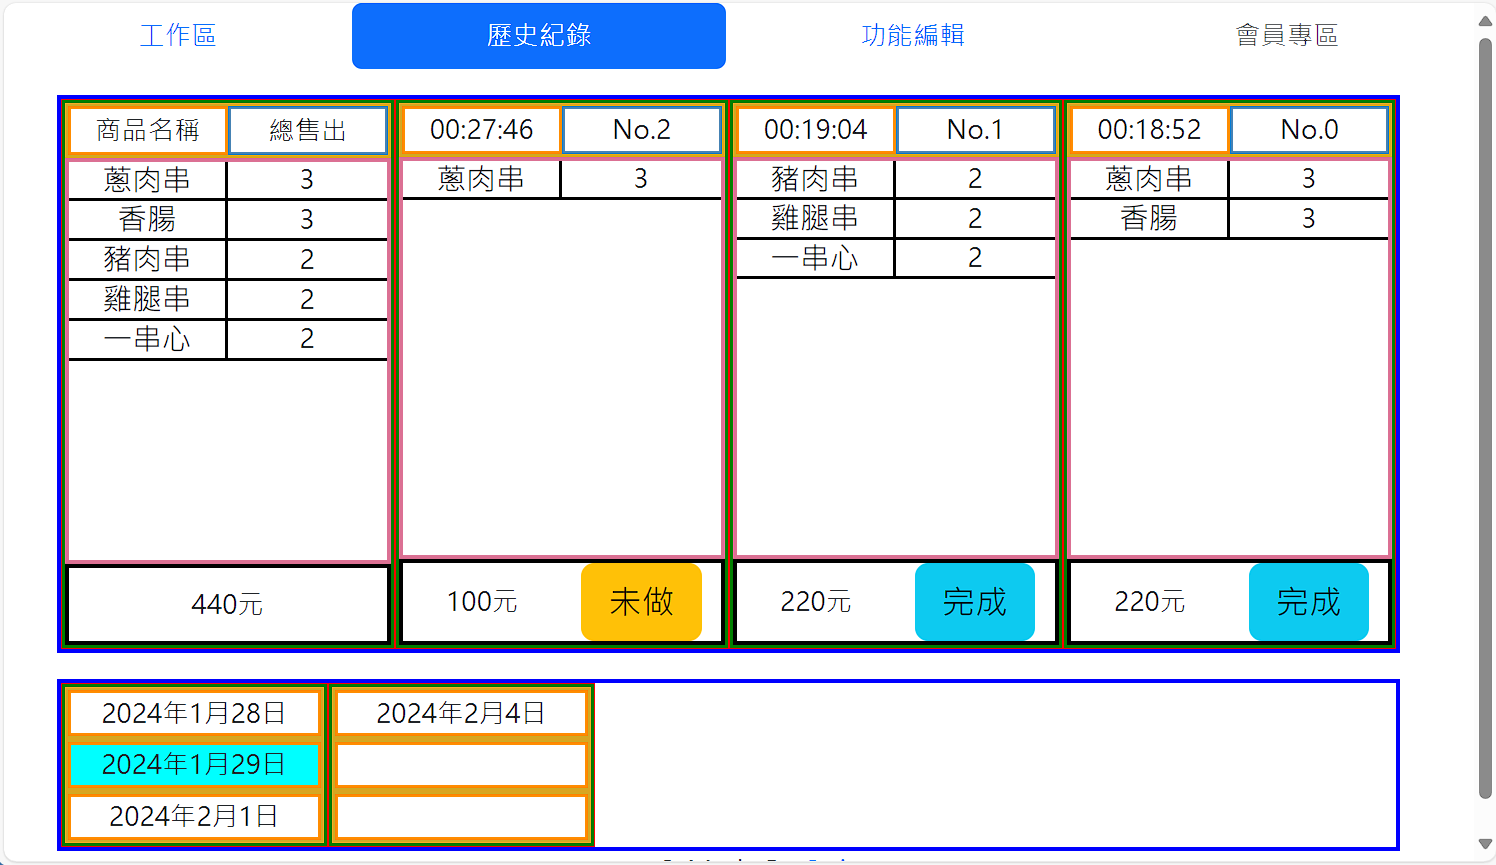 工作區 歷史紀錄 功能編輯 會員專區
商品名稱 總售出
蔥肉串 3
香腸 3
豬肉串 2
雞腿串 2
一串心 2
440元
00:27:46 No.2
蔥肉串 3
100元 未做
00:19:04 No.1
豬肉串 2
雞腿串 2
一串心 2
220元 完成
00:18:52 No.0
蔥肉串 3
香腸 3
220元 完成
2024年1月28日
2024年1月29日
2024年2月1日
2024年2月4日